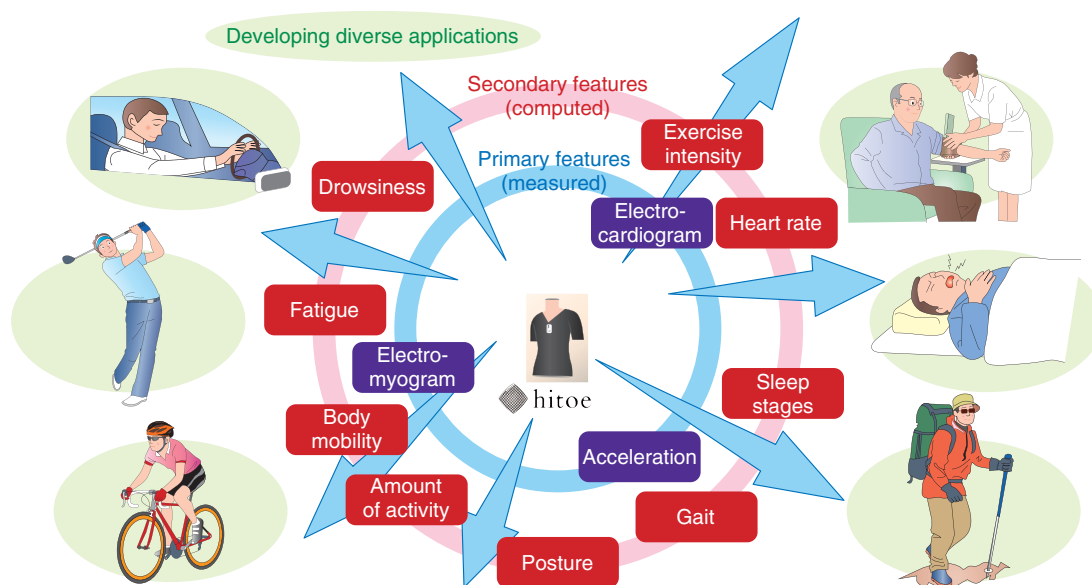 Developing diverse applications
Secondary features
(computed)
Primary features
(measured)
Exercise
intensity
Drowsiness
Electro-
cardiogram
Heart rate
Fatigue
Electro-
myogram
hitoe
Sleep
stages
Body
mobility
Acceleration
Amount
of activity
Gait
Posture